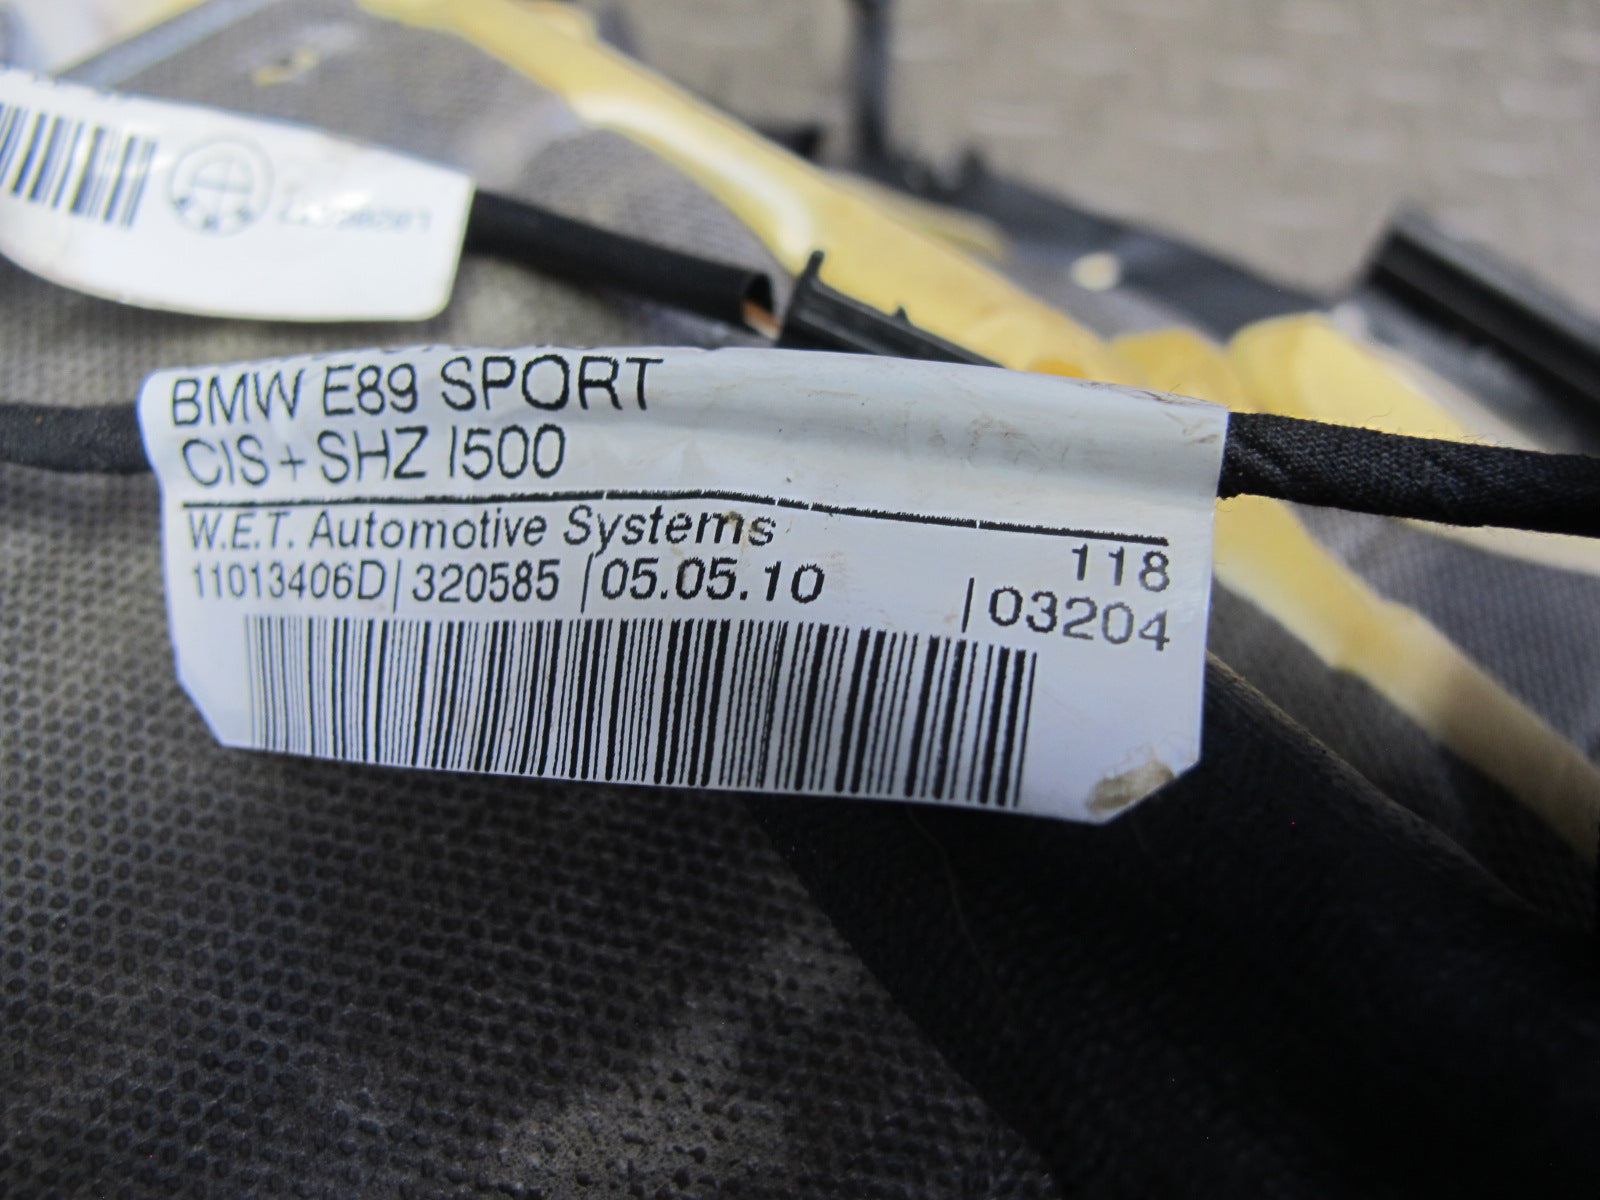 BMW E89 SPORT
CIS + SHZ I500
W.E.T. Automotive Systems
118
11013406D | 320585 | 05.05.10 | 03204